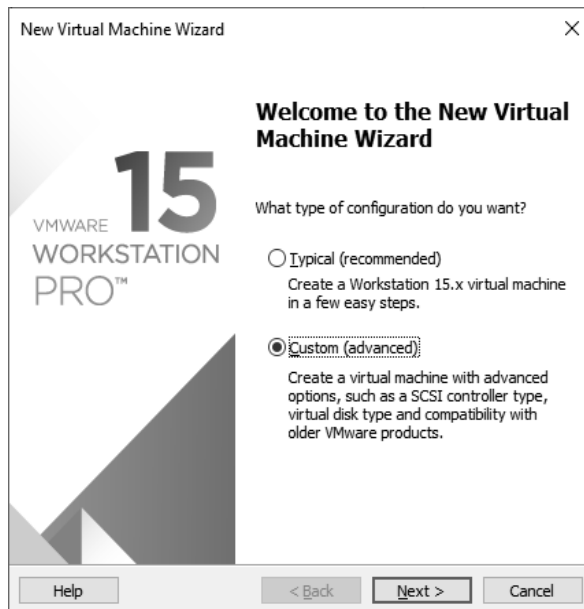 New Virtual Machine Wizard
Welcome to the New Virtual
Machine Wizard
15
VMWARE
WORKSTATION
PRO™
What type of configuration do you want?
Typical (recommended)
Create a Workstation 15.x virtual machine
in a few easy steps.
Custom (advanced)
Create a virtual machine with advanced
options, such as a SCSI controller type,
virtual disk type and compatibility with
older VMware products.
Help
< Back
Next >
Cancel